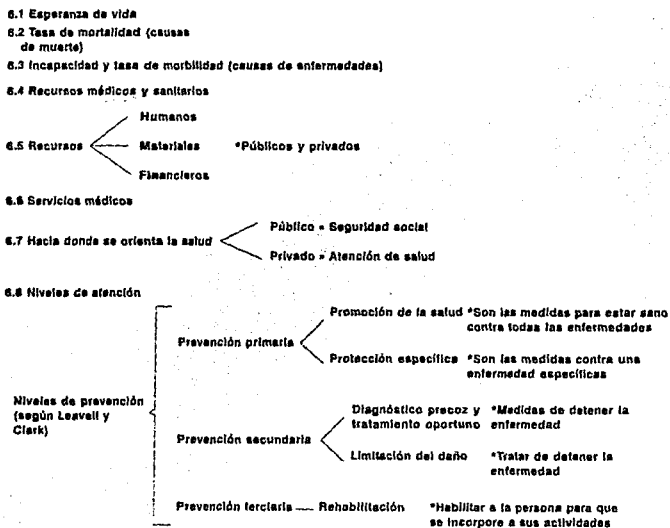 6.1 Esperanza de vida
6.2 Tasa de mortalidad (causas
de muerte)
6.3 Incapacidad y tasa de morbilidad (causas de enfermedades)
6.4 Recursos médicos y sanitarios
Humanos
6.5 Recursos Materiales *Públicos y privados
Financieros
6.6 Servicios médicos
Público = Seguridad social
6.7 Hacia donde se orienta la salud
Privado = Atención de salud
6.8 Niveles de atención
Promoción de la salud *Son las medidas para estar sano
contra todas las enfermedades
Prevención primaria
Protección específica *Son las medidas contra una
enfermedad específicas
Niveles de prevención
(según Leavell y
Clark)
Diagnóstico precoz y *Medidas de detener la
tratamiento oportuno enfermedad
Prevención secundaria
Limitación del daño *Tratar de detener la
enfermedad
Prevención terciaria Rehabilitación *Habilitar a la persona para que
se incorpore a sus actividades